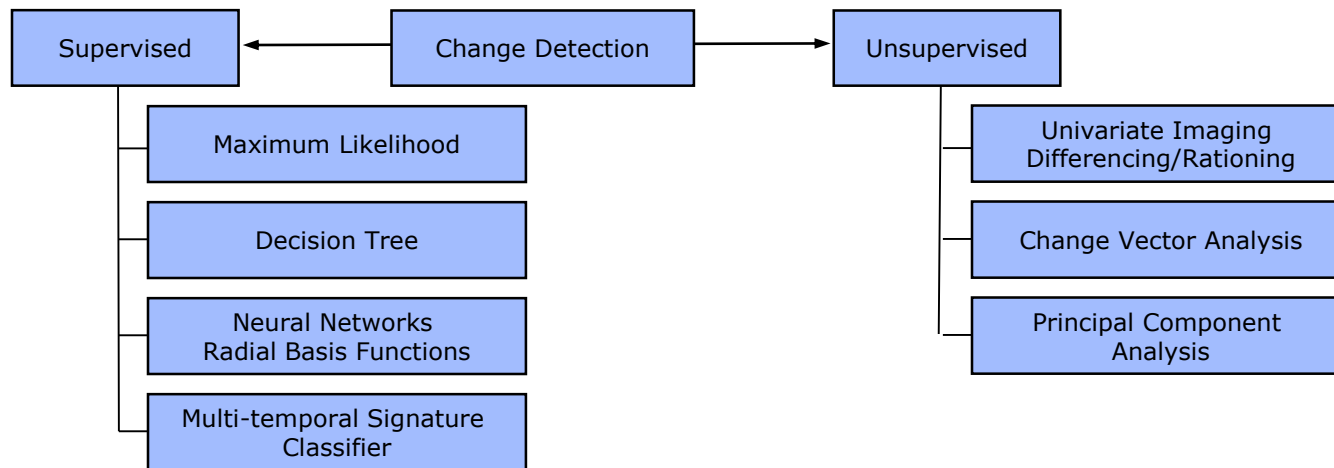 Supervised
Change Detection
Unsupervised
Maximum Likelihood
Decision Tree
Neural Networks
Radial Basis Functions
Multi-temporal Signature
Classifier
Univariate Imaging
Differencing/Rationing
Change Vector Analysis
Principal Component
Analysis